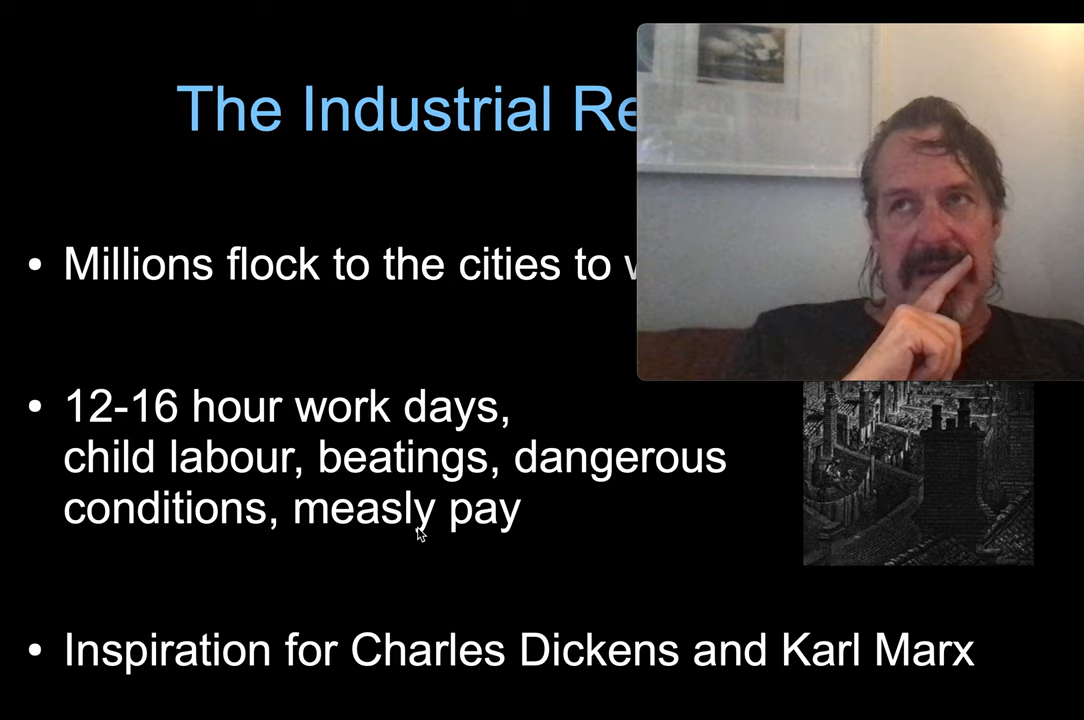 The Industrial Re
• Millions flock to the cities to w
• 12-16 hour work days,
child labour, beatings, dangerous
conditions, measly pay
• Inspiration for Charles Dickens and Karl Marx